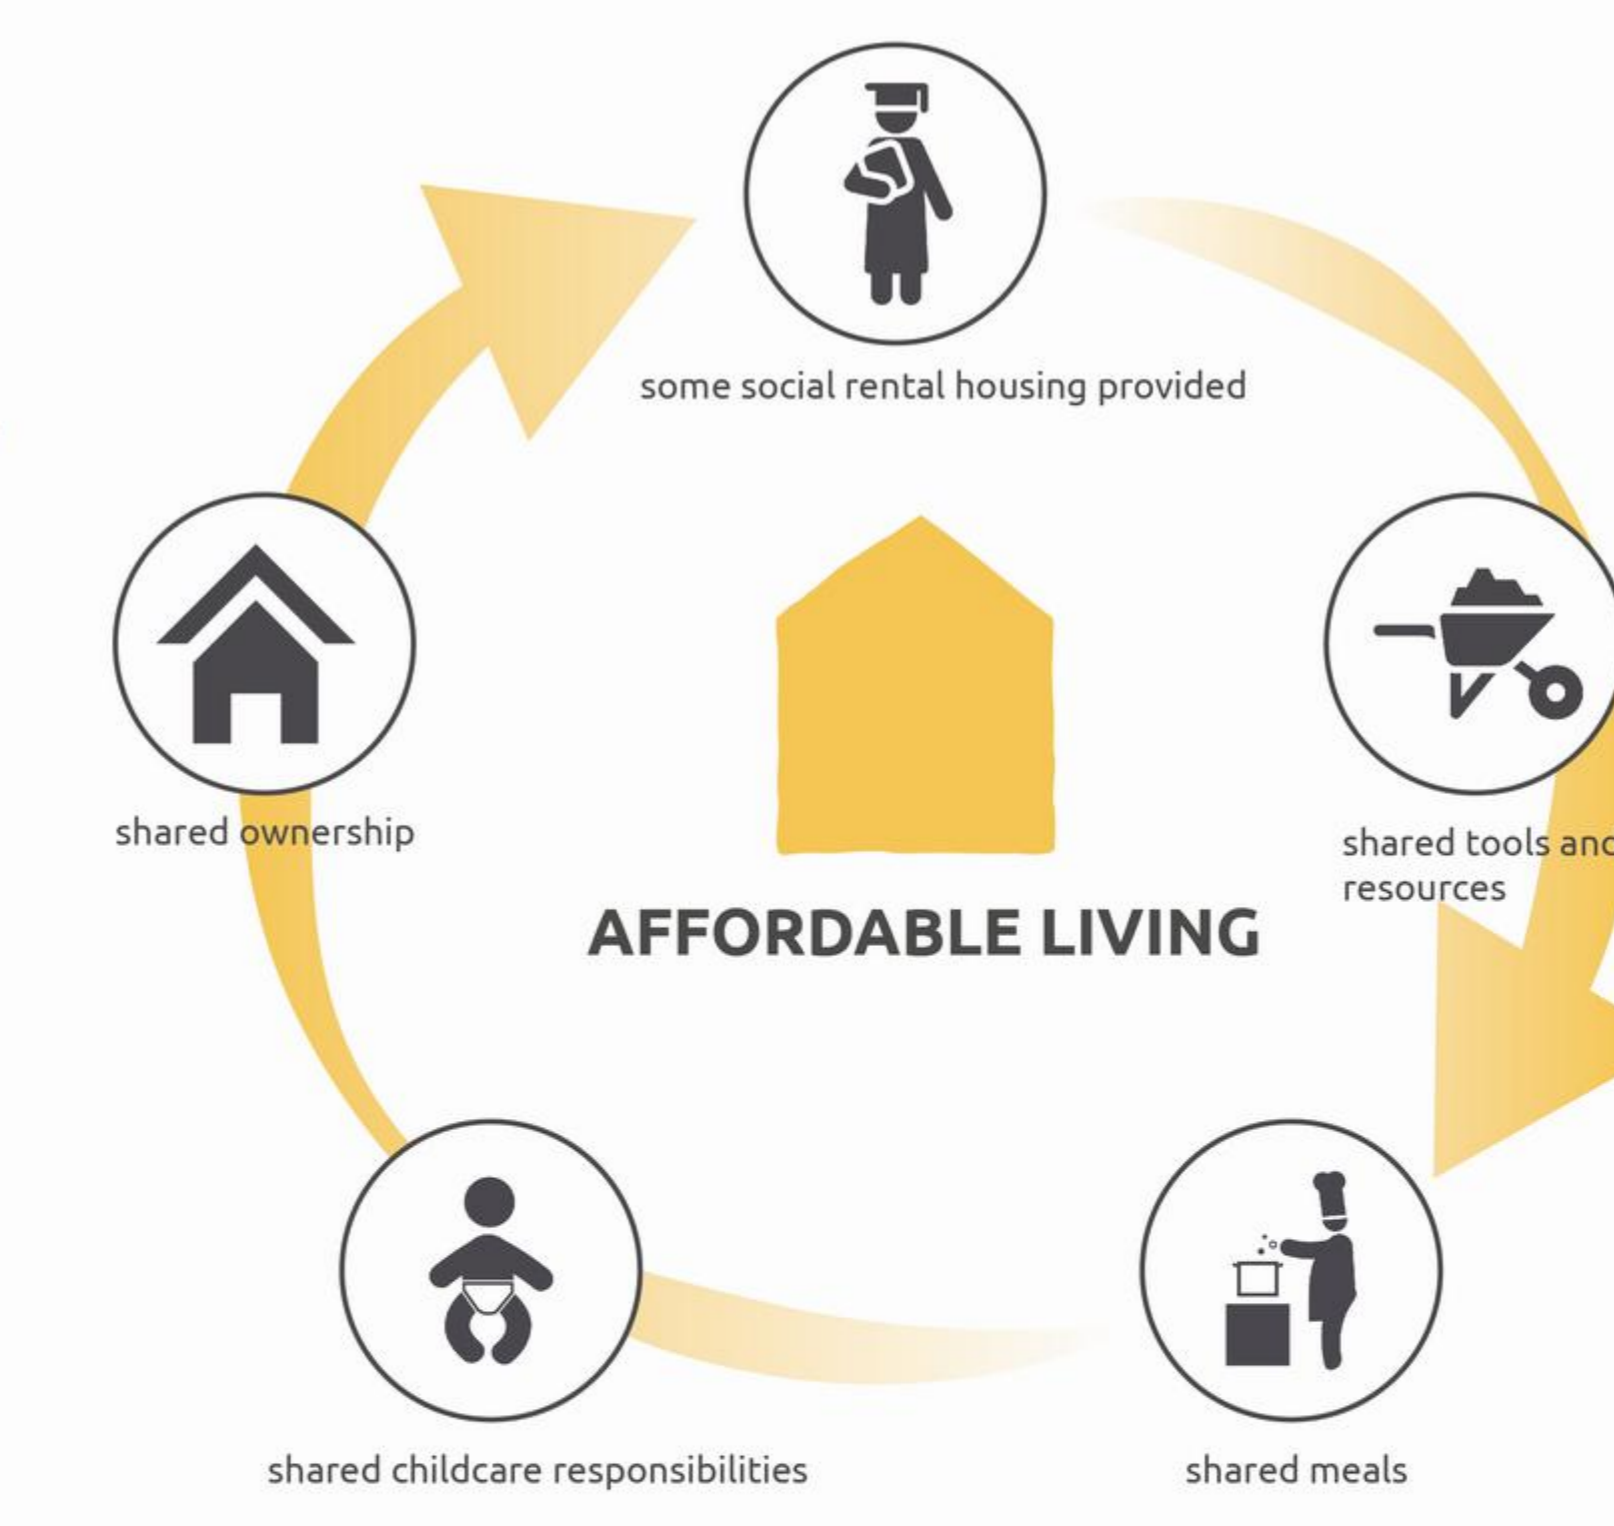 some social rental housing provided
shared ownership
shared tools and
resources
AFFORDABLE LIVING
shared childcare responsibilities
shared meals